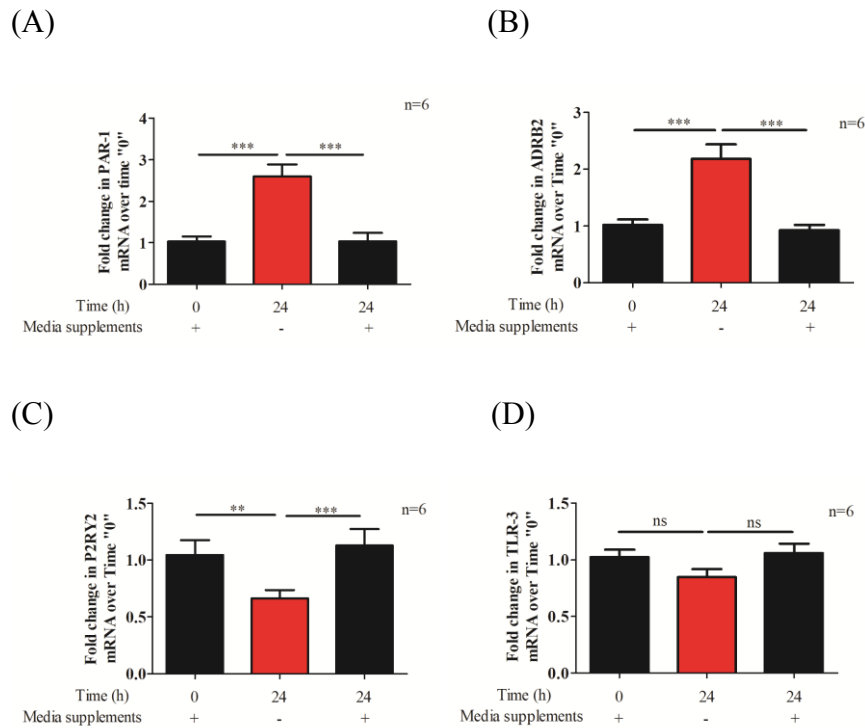 (A)
n=6
Fold change in PAR-1
mRNA over time "0"
4
3
2
1
0
*** ***
Time (h) 0 24 24
Media supplements + - +
(B)
n=6
Fold change in ADRB2
mRNA over Time "0"
3
2
1
0
*** ***
Time (h) 0 24 24
Media supplements + - +
(C)
n=6
Fold change in P2RY2
mRNA over Time "0"
1.5
1.0
0.5
0.0
** ***
Time (h) 0 24 24
Media supplements + - +
(D)
n=6
Fold change in TLR-3
mRNA over Time "0"
1.5
1.0
0.5
0.0
ns ns
Time (h) 0 24 24
Media supplements + - +